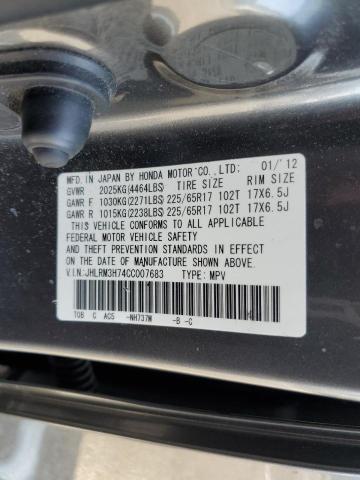 MFD. IN JAPAN BY HONDA MOTOR CO., LTD: 01/'12
GVWR 2025KG(4464LBS) TIRE SIZE RIM SIZE
GAWR F 1030KG(2271LBS) 225/65R17 102T 17X6.5J
GAWR R 1015KG(2238LBS) 225/65R17 102T 17X6.5J
THIS VEHICLE CONFORMS TO ALL APPLICABLE
FEDERAL MOTOR VEHICLE SAFETY
AND THEFT PREVENTION STANDARDS IN EFFECT
ON THE DATE OF MANUFACTURE SHOWN ABOVE.
V.I.N.:JHLRM3H74CC007683 TYPE: MPV
T0B C AC5 -NH737M -B -C